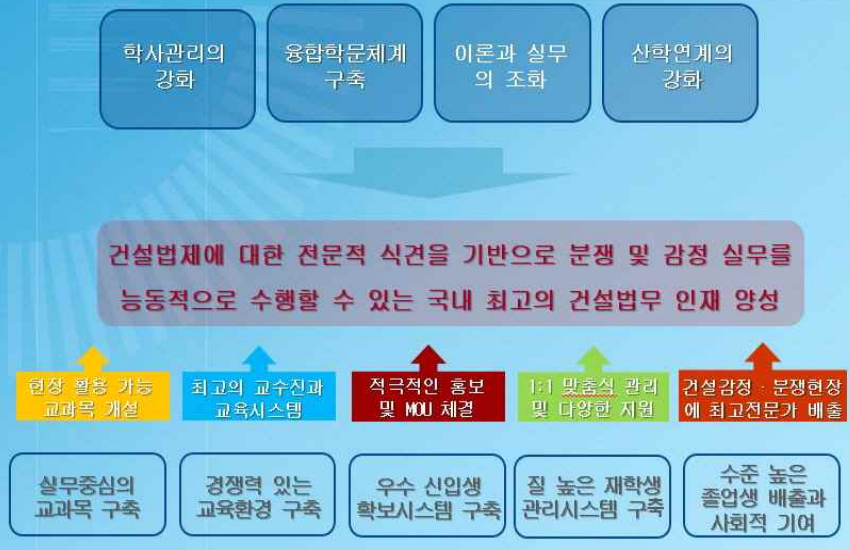 학사관리의
강화
융합학문체계
구축
이론과 실무
의 조화
산학연계의
강화
건설법제에 대한 전문적 식견을 기반으로 분쟁 및 감정 실무를
능동적으로 수행할 수 있는 국내 최고의 건설법무 인재 양성
현장 활용 가능
교과목 개설
최고의 교수진과
교육시스템
적극적인 홍보
및 MOU 체결
1:1 맞춤식 관리
및 다양한 지원
건설감정·분쟁현장
에 최고전문가 배출
실무중심의
교과목 구축
경쟁력 있는
교육환경 구축
우수 신입생
확보시스템 구축
질 높은 재학생
관리시스템 구축
수준 높은
졸업생 배출과
사회적 기여